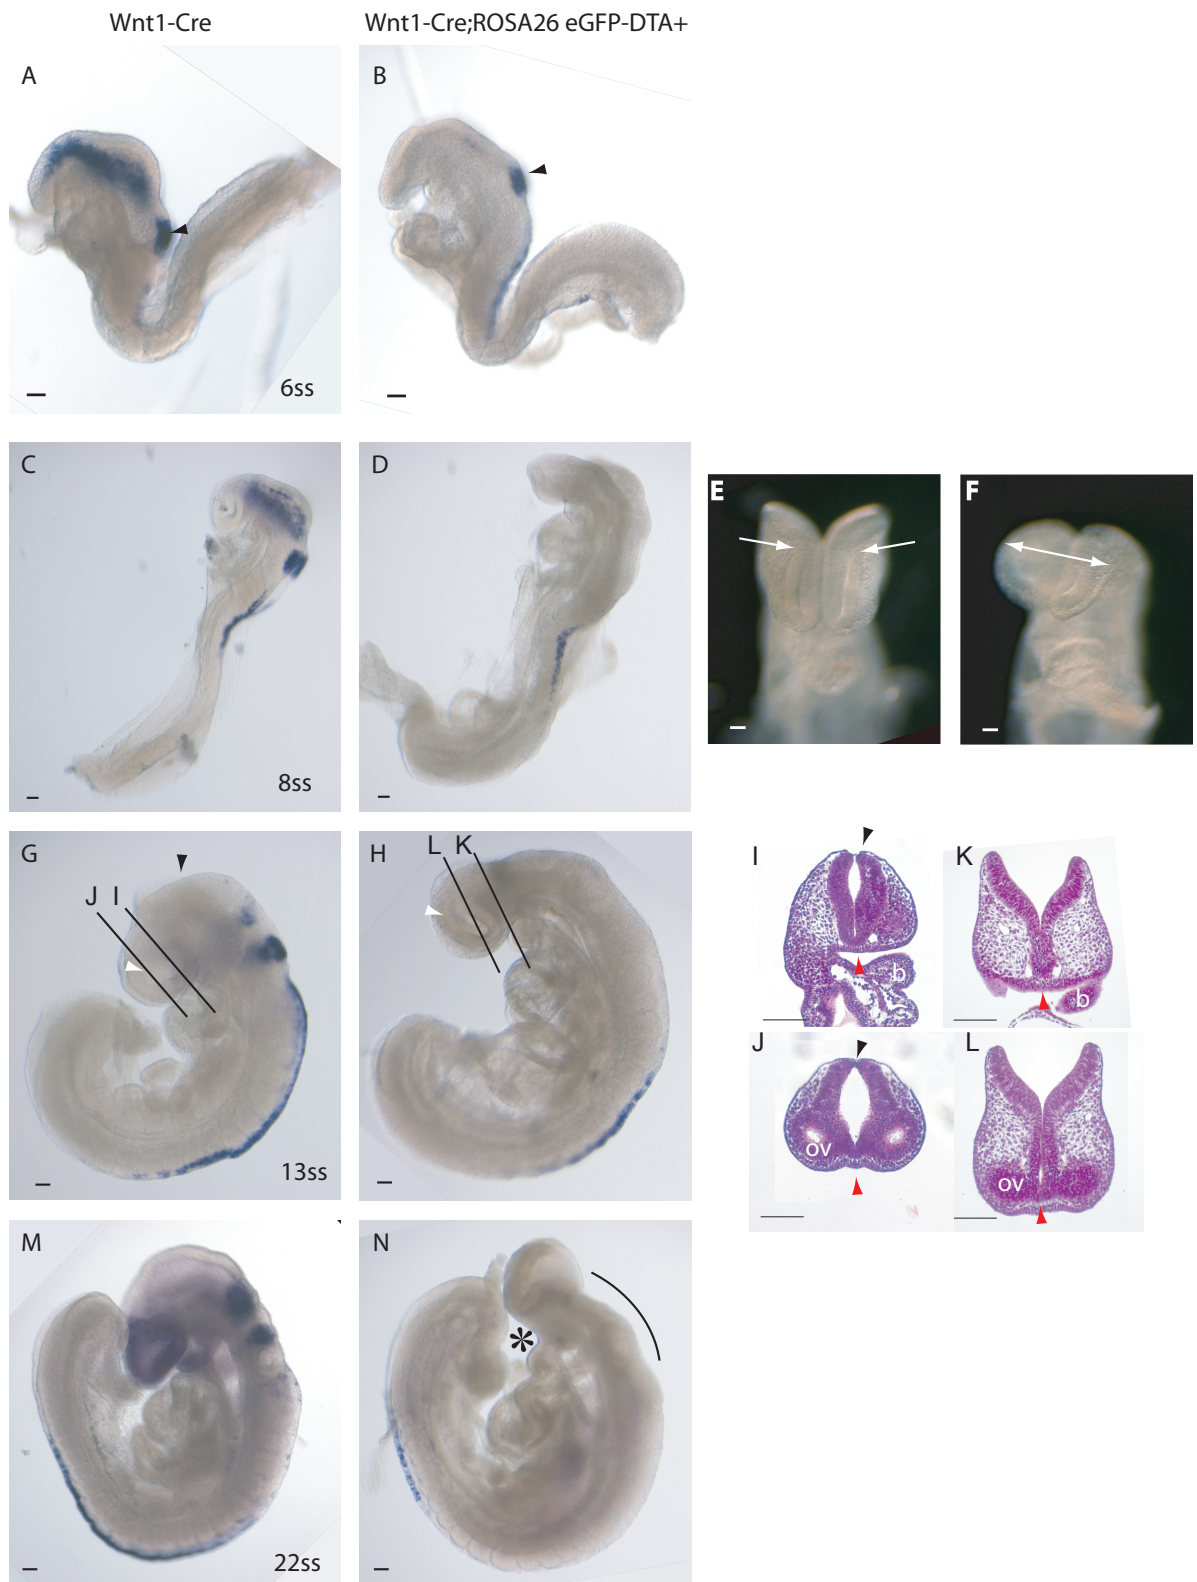 Wnt1-Cre Wnt1-Cre;ROSA26 eGFP-DTA+
A B
6ss
C D E F
8ss
G L K H
J I
13ss
I K
b b
J L
ov ov
M N
*
22ss